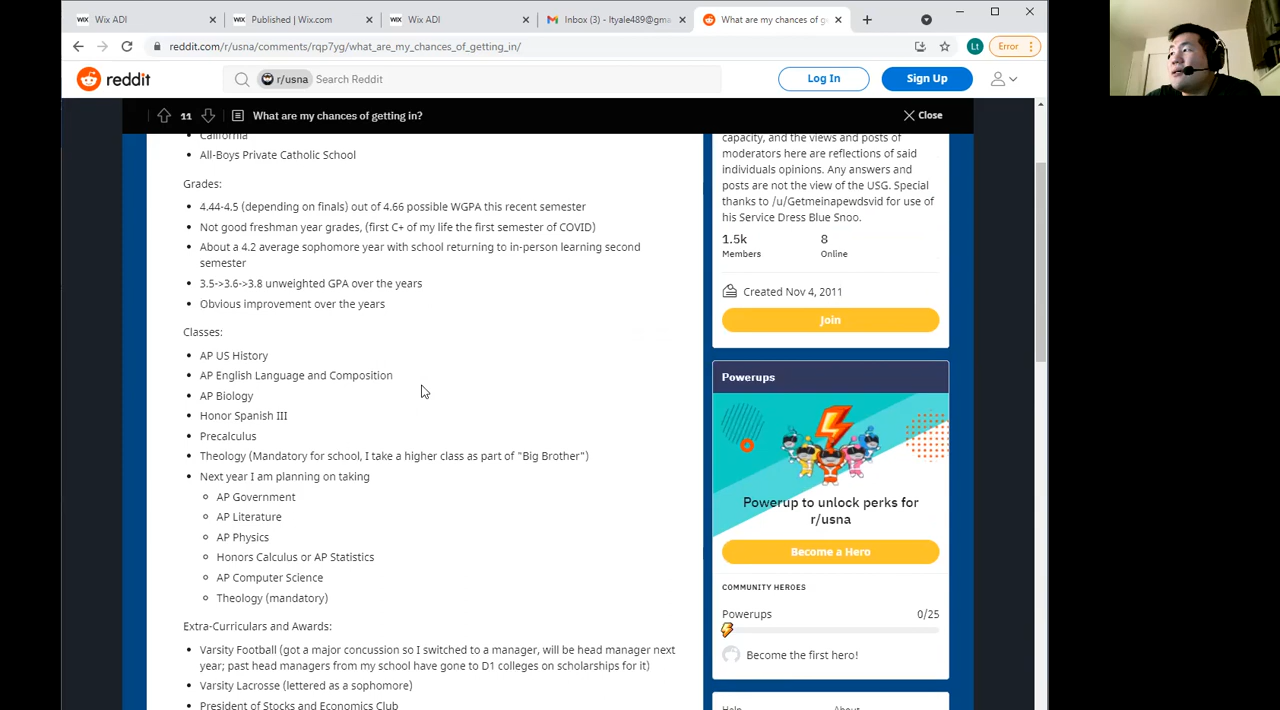 WIX Wix ADI
WIX Published | Wix.com
WIX Wix ADI
Inbox (3) - ltyale489@gma
What are my chances of g
reddit.com/r/usna/comments/rqp7yg/what_are_my_chances_of_getting_in/
Lt
Error
reddit
r/usna Search Reddit
Log In
Sign Up
11
What are my chances of getting in?
Close
California
All-Boys Private Catholic School
Grades:
4.44-4.5 (depending on finals) out of 4.66 possible WGPA this recent semester
Not good freshman year grades, (first C+ of my life the first semester of COVID)
About a 4.2 average sophomore year with school returning to in-person learning second
semester
3.5->3.6->3.8 unweighted GPA over the years
Obvious improvement over the years
Classes:
AP US History
AP English Language and Composition
AP Biology
Honor Spanish III
Precalculus
Theology (Mandatory for school, I take a higher class as part of "Big Brother")
Next year I am planning on taking
AP Government
AP Literature
AP Physics
Honors Calculus or AP Statistics
AP Computer Science
Theology (mandatory)
Extra-Curriculars and Awards:
Varsity Football (got a major concussion so I switched to a manager, will be head manager next
year; past head managers from my school have gone to D1 colleges on scholarships for it)
Varsity Lacrosse (lettered as a sophomore)
President of Stocks and Economics Club
capacity, and the views and posts of
moderators here are reflections of said
individuals opinions. Any answers and
posts are not the view of the USG. Special
thanks to /u/Getmeinapewdsvid for use of
his Service Dress Blue Snoo.
1.5k 8
Members Online
Created Nov 4, 2011
Join
Powerups
Powerup to unlock perks for
r/usna
Become a Hero
COMMUNITY HEROES
Powerups 0/25
Become the first hero!
Help About